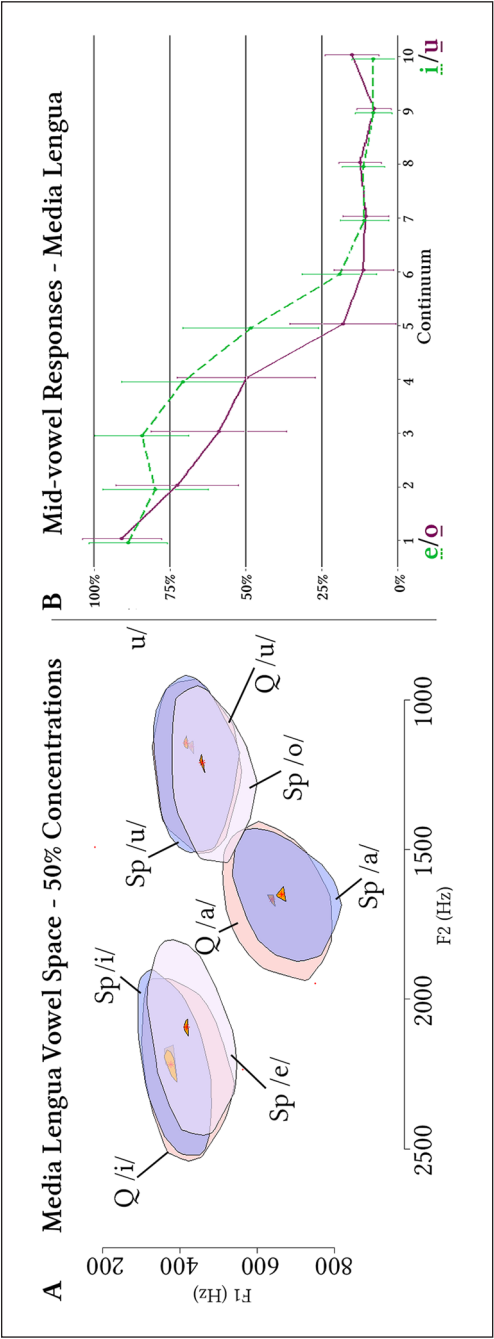 A Media Lengua Vowel Space - 50% Concentrations
Sp /i/
Q /i/
Sp /e/
Q /a/
Sp /a/
Sp /u/
Sp /o/
Q /u/
u/
200
400
600
800
F1 (Hz)
2500
2000
1500
1000
F2 (Hz)
B Mid-vowel Responses - Media Lengua
100%
75%
50%
25%
0%
1 2 3 4 5 6 7 8 9 10
e/o
Continuum
i/u